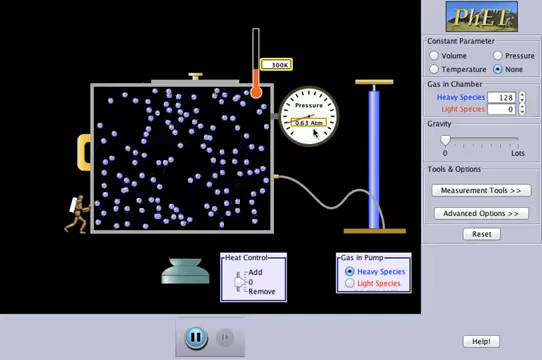 PhET
300K
Pressure
0.63 Atm
Constant Parameter
Volume
Pressure
Temperature
None
Gas in Chamber
Heavy Species
128
Light Species
0
Gravity
0
Lots
Tools & Options
Measurement Tools >>
Advanced Options >>
Reset
Heat Control
Add
0
Remove
Gas in Pump
Heavy Species
Light Species
Help!